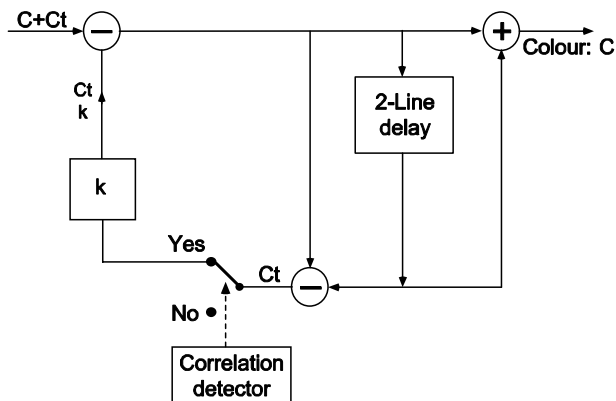 C+Ct
−
+
Colour: C
Ct
k
2-Line
delay
k
Yes
Ct
−
No
Correlation
detector